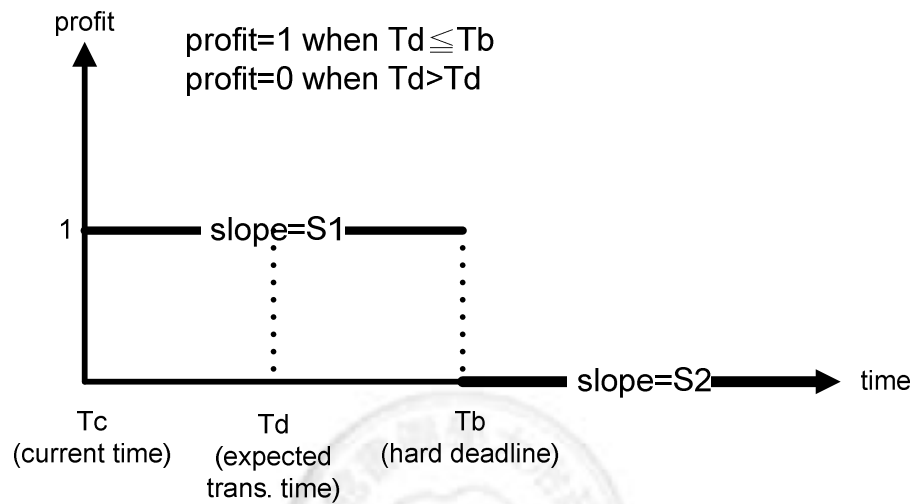 profit
profit=1 when Td≦Tb
profit=0 when Td>Td
1
slope=S1
slope=S2
time
Tc
(current time)
Td
(expected
trans. time)
Tb
(hard deadline)